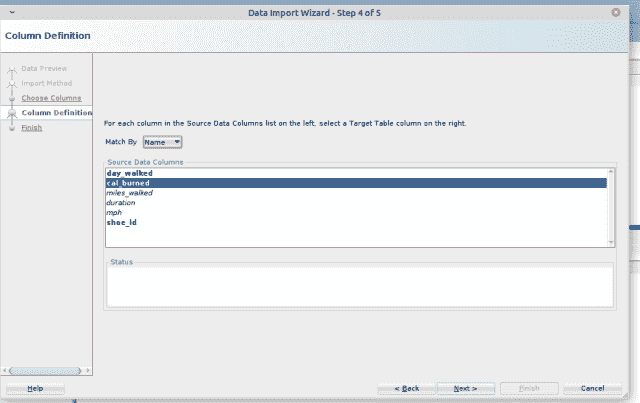 Data Import Wizard - Step 4 of 5
Column Definition
Data Preview
Import Method
Choose Columns
Column Definition
Finish
For each column in the Source Data Columns list on the left, select a Target Table column on the right.
Match By Name
Source Data Columns
day_walked
cal_burned
miles_walked
duration
mph
shoe_id
Status
Help
< Back
Next >
Finish
Cancel